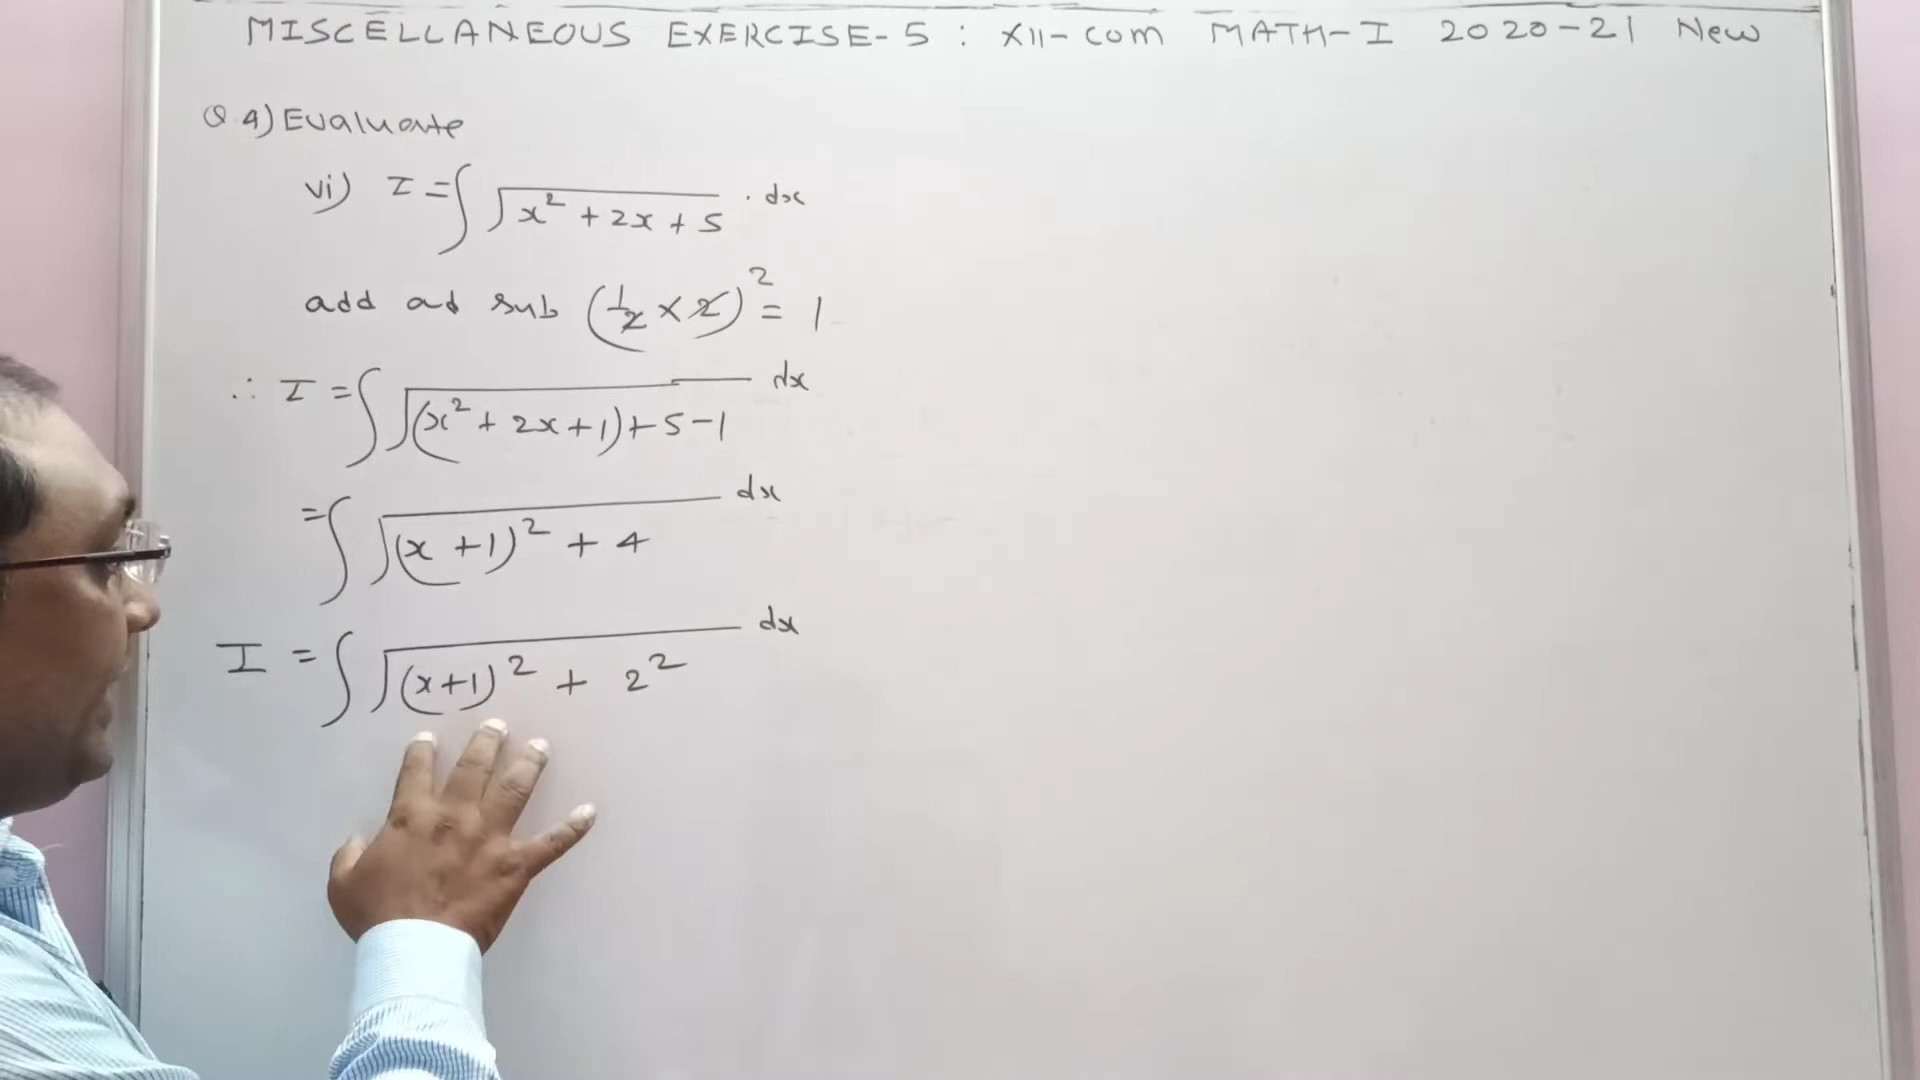 MISCELLANEOUS EXERCISE-5 : XII-COM MATH-I 2020-21 New
Q.4) Evaluate
vi) I = ∫ √(x² + 2x + 5) . dx
add ad sub (1/2 × 2)² = 1
∴ I = ∫ √((x² + 2x + 1) + 5 - 1) dx
= ∫ √((x + 1)² + 4) dx
I = ∫ √((x+1)² + 2²) dx